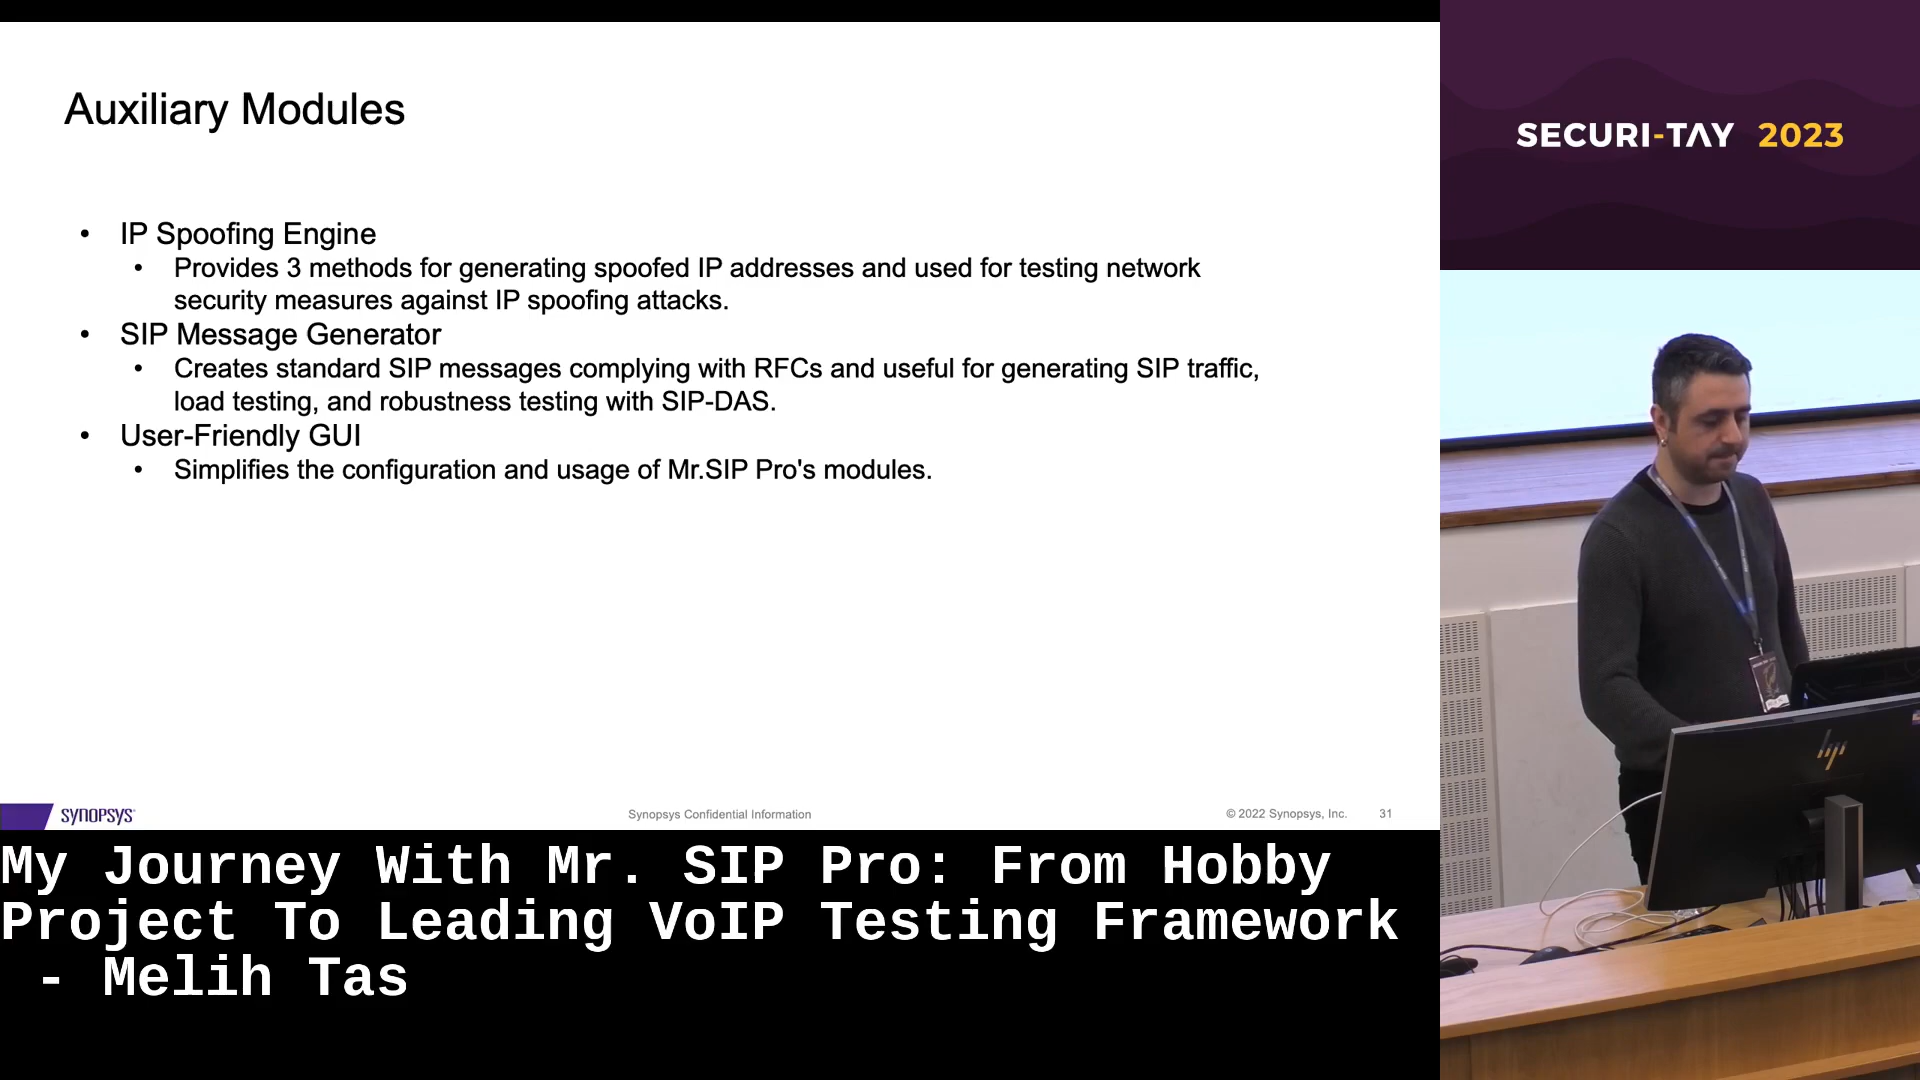 Auxiliary Modules
• IP Spoofing Engine
• Provides 3 methods for generating spoofed IP addresses and used for testing network
security measures against IP spoofing attacks.
• SIP Message Generator
• Creates standard SIP messages complying with RFCs and useful for generating SIP traffic,
load testing, and robustness testing with SIP-DAS.
• User-Friendly GUI
• Simplifies the configuration and usage of Mr.SIP Pro's modules.
SYNOPSYS
Synopsys Confidential Information
© 2022 Synopsys, Inc.
31
SECURI-TAY 2023
hp
My Journey With Mr. SIP Pro: From Hobby
Project To Leading VoIP Testing Framework
- Melih Tas